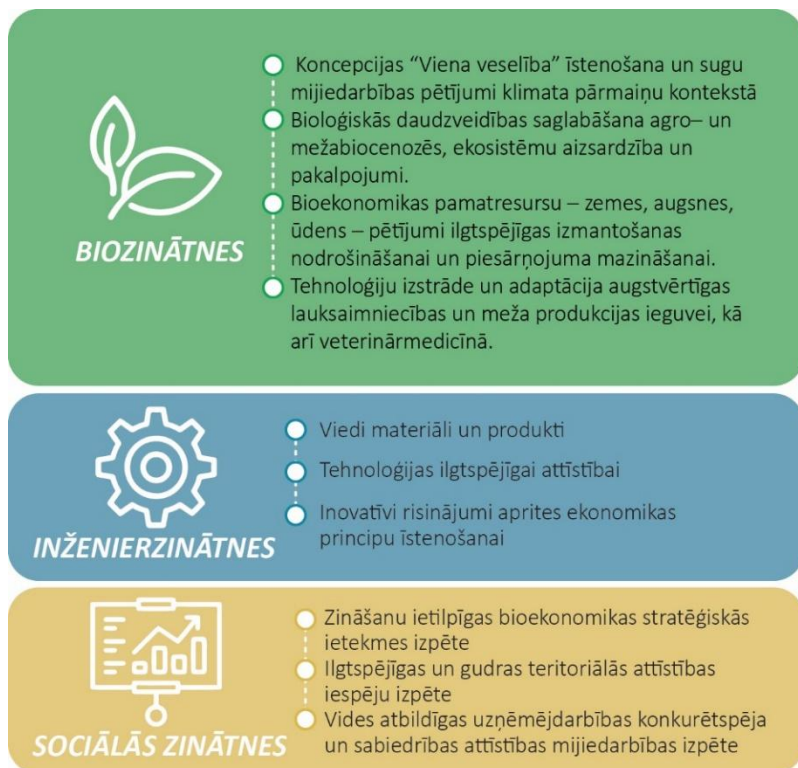 Koncepcijas “Viena veselība” īstenošana un sugu
mijiedarbības pētījumi klimata pārmaiņu kontekstā
Bioloģiskās daudzveidības saglabāšana agro– un
mežabiocenozēs, ekosistēmu aizsardzība un
pakalpojumi.
Bioekonomikas pamatresursu – zemes, augsnes,
ūdens – pētījumi ilgtspējīgas izmantošanas
nodrošināšanai un piesārņojuma mazināšanai.
Tehnoloģiju izstrāde un adaptācija augstvērtīgas
lauksaimniecības un meža produkcijas ieguvei, kā
arī veterinārmedicīnā.
BIOZINĀTNES
Viedi materiāli un produkti
Tehnoloģijas ilgtspējīgai attīstībai
Inovatīvi risinājumi aprites ekonomikas
principu īstenošanai
INŽENIERZINĀTNES
Zināšanu ietilpīgas bioekonomikas stratēģiskās
ietekmes izpēte
Ilgtspējīgas un gudras teritoriālās attīstības
iespēju izpēte
Vides atbildīgas uzņēmējdarbības konkurētspēja
un sabiedrības attīstības mijiedarbības izpēte
SOCIĀLĀS ZINĀTNES